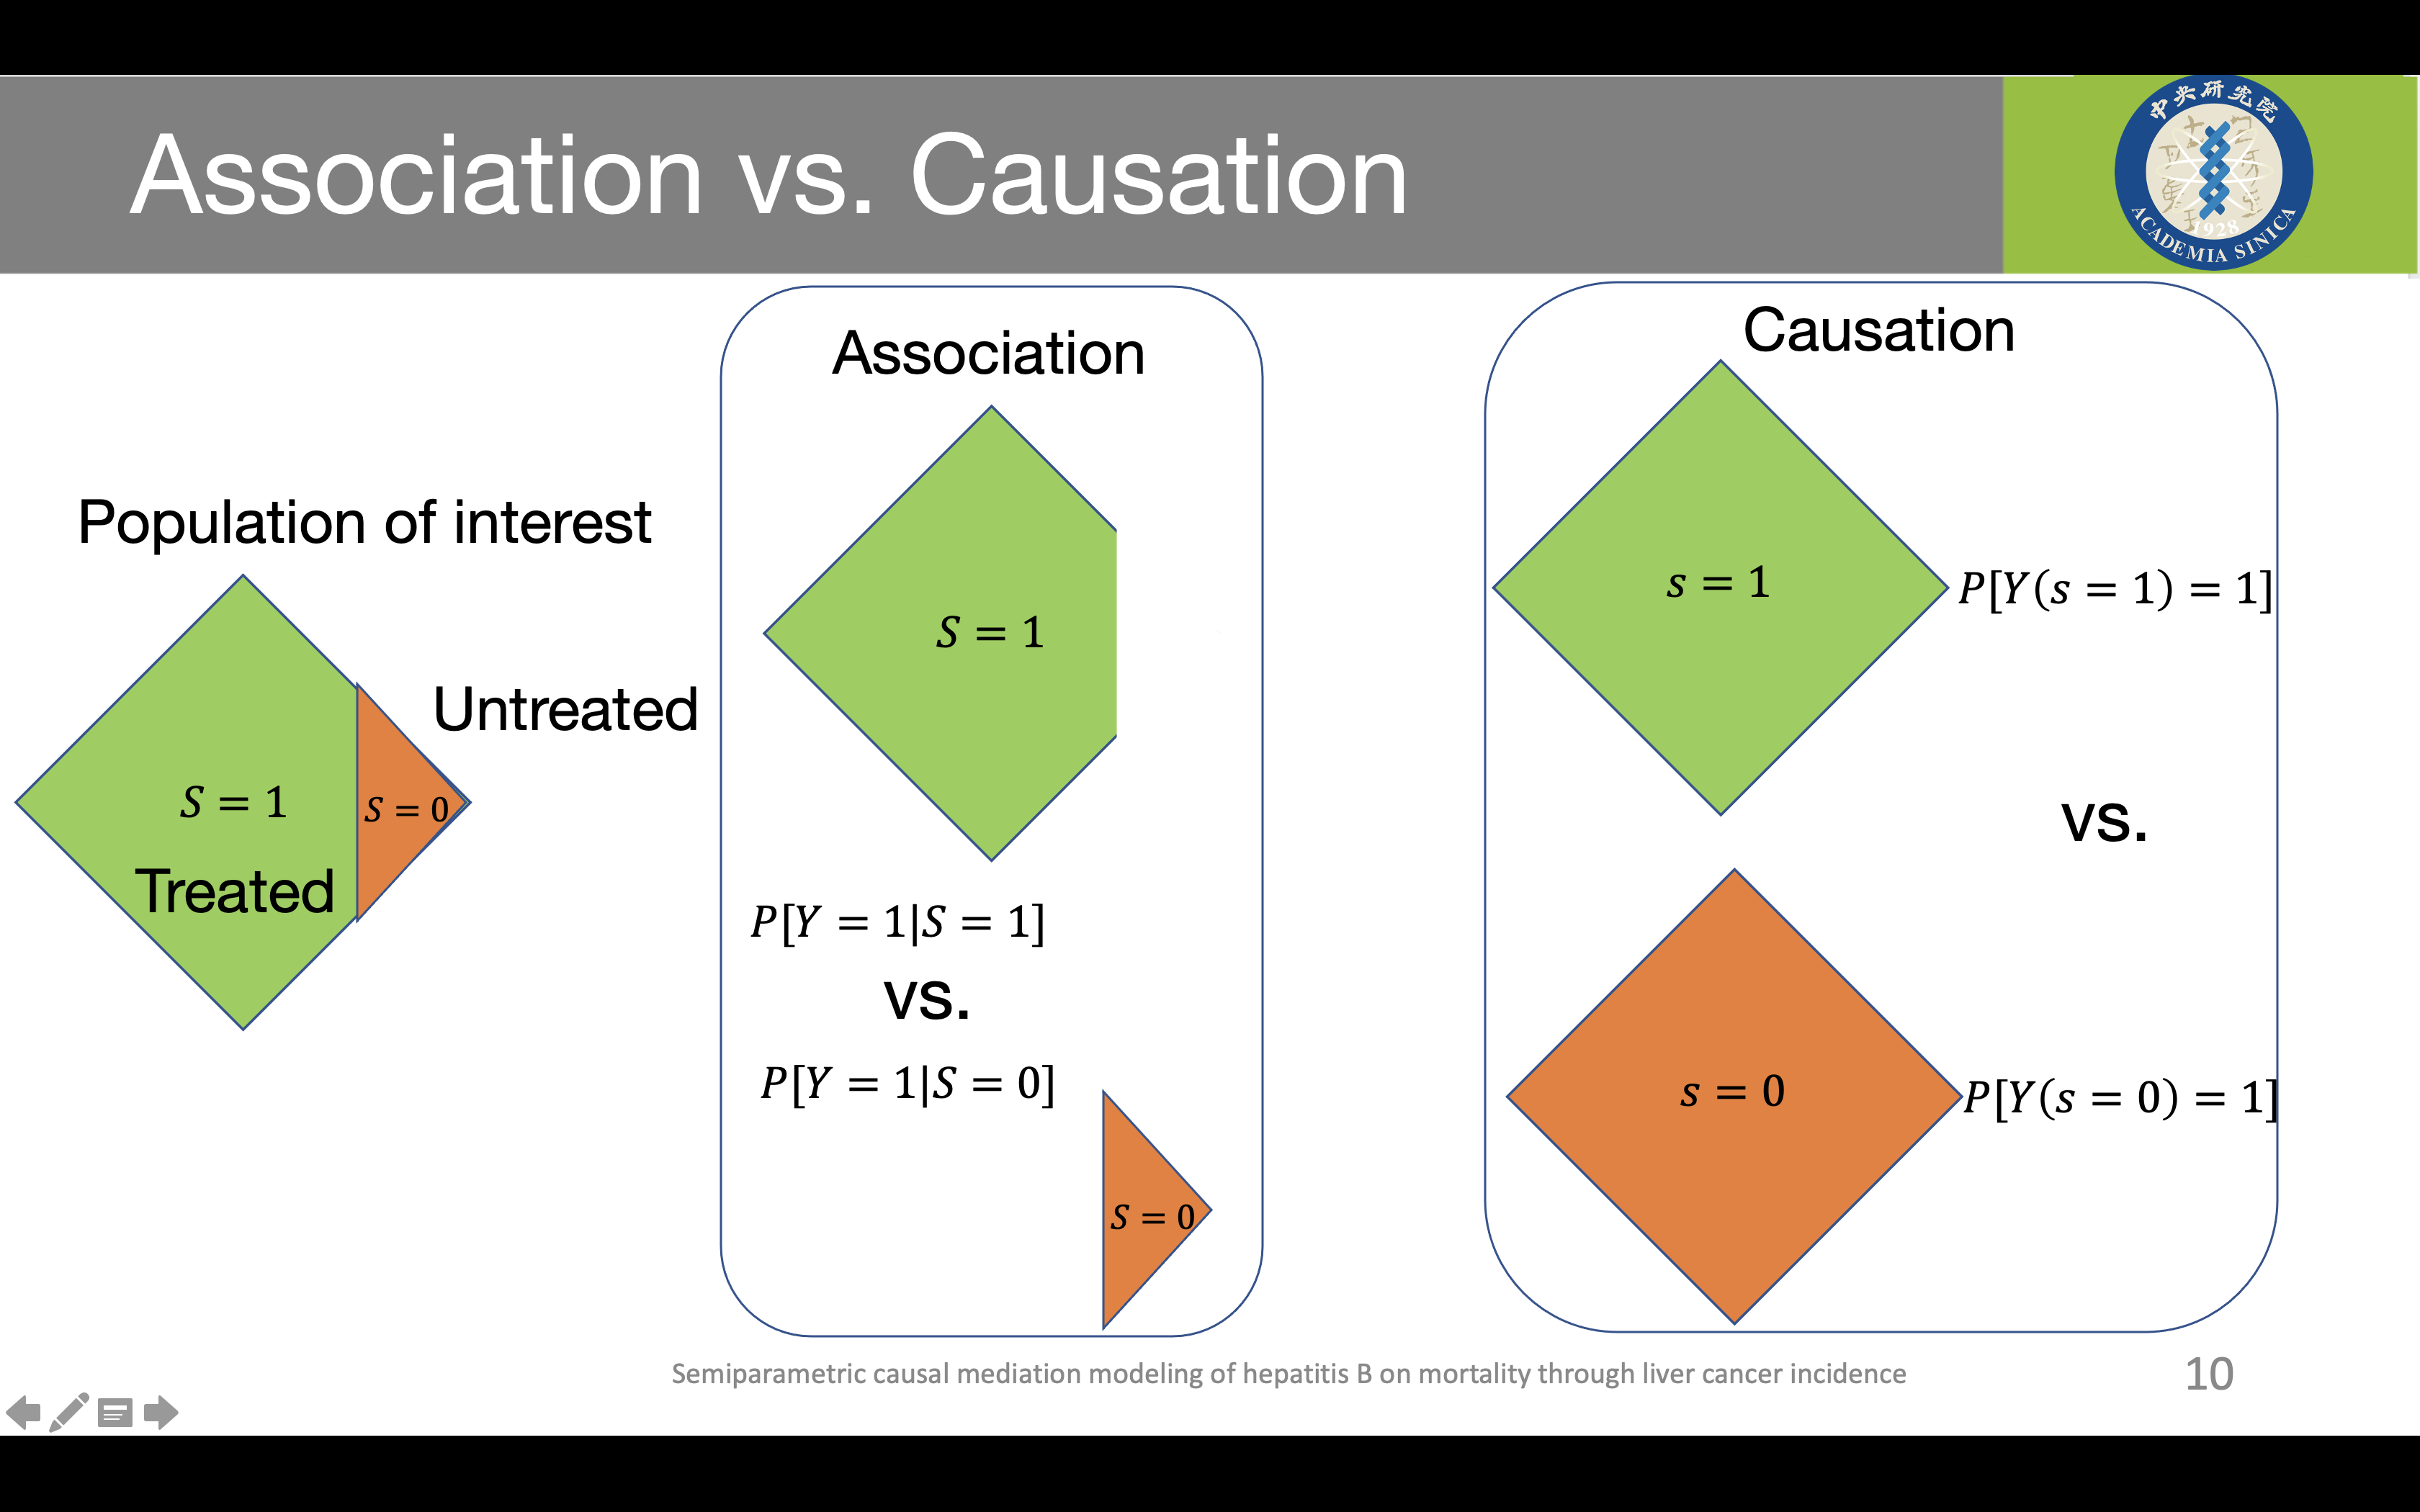 Association vs. Causation
中央研究院
1928
ACADEMIA SINICA
Population of interest
Untreated
S = 1
S = 0
Treated
Association
S = 1
P[Y = 1|S = 1]
vs.
P[Y = 1|S = 0]
S = 0
Causation
s = 1
P[Y(s = 1) = 1]
vs.
s = 0
P[Y(s = 0) = 1]
Semiparametric causal mediation modeling of hepatitis B on mortality through liver cancer incidence
10